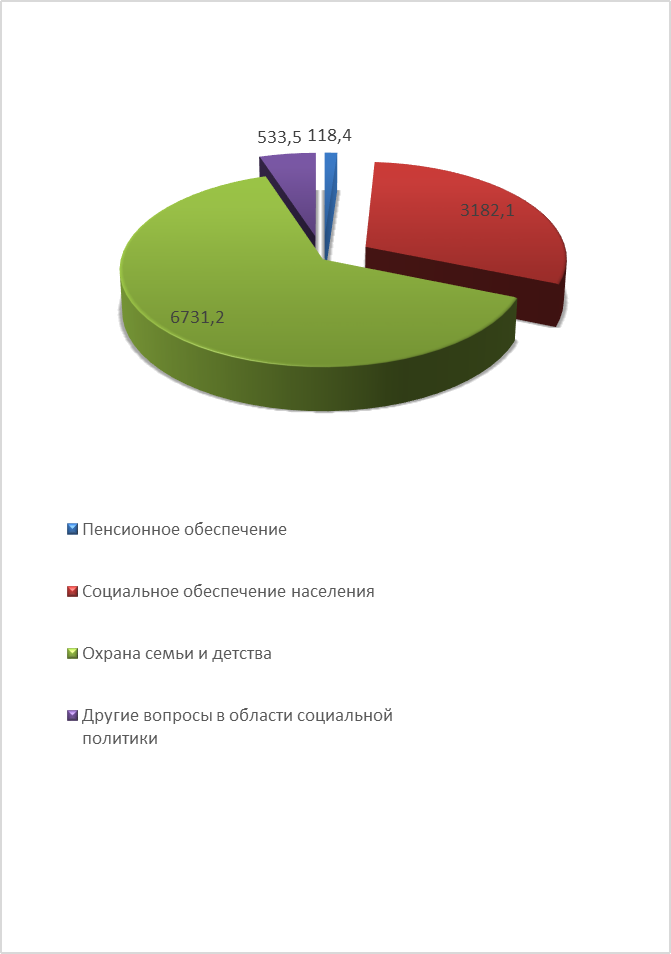 533,5 118,4
3182,1
6731,2
Пенсионное обеспечение
Социальное обеспечение населения
Охрана семьи и детства
Другие вопросы в области социальной
политики